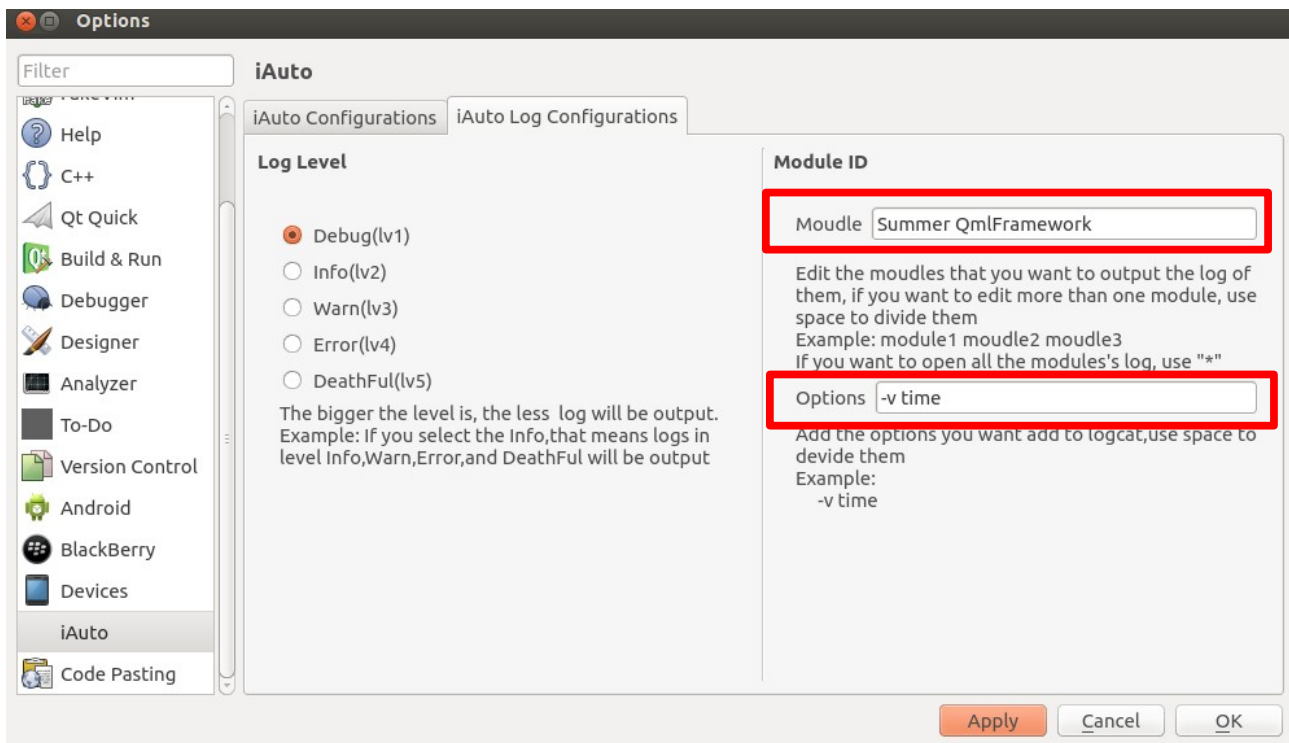 Options
Filter
iAuto
Help
C++
Qt Quick
Build & Run
Debugger
Designer
Analyzer
To-Do
Version Control
Android
BlackBerry
Devices
iAuto
Code Pasting
iAuto Configurations
iAuto Log Configurations
Log Level
Debug(lv1)
Info(lv2)
Warn(lv3)
Error(lv4)
DeathFul(lv5)
The bigger the level is, the less log will be output.
Example: If you select the Info,that means logs in
level Info,Warn,Error,and DeathFul will be output
Module ID
Moudle Summer QmlFramework
Edit the moudles that you want to output the log of
them, if you want to edit more than one module, use
space to divide them
Example: module1 moudle2 moudle3
If you want to open all the modules's log, use "*"
Options -v time
Add the options you want add to logcat,use space to
devide them
Example:
-v time
Apply
Cancel
OK